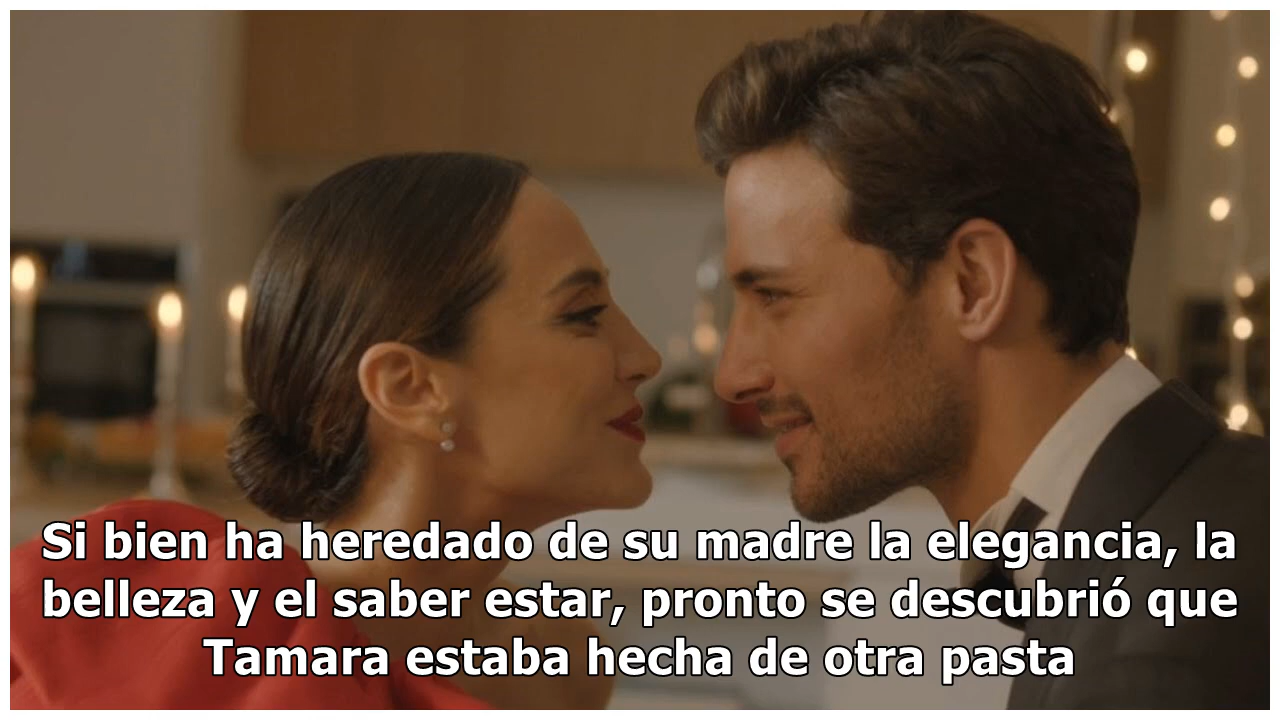 Si bien ha heredado de su madre la elegancia, la
belleza y el saber estar, pronto se descubrió que
Tamara estaba hecha de otra pasta